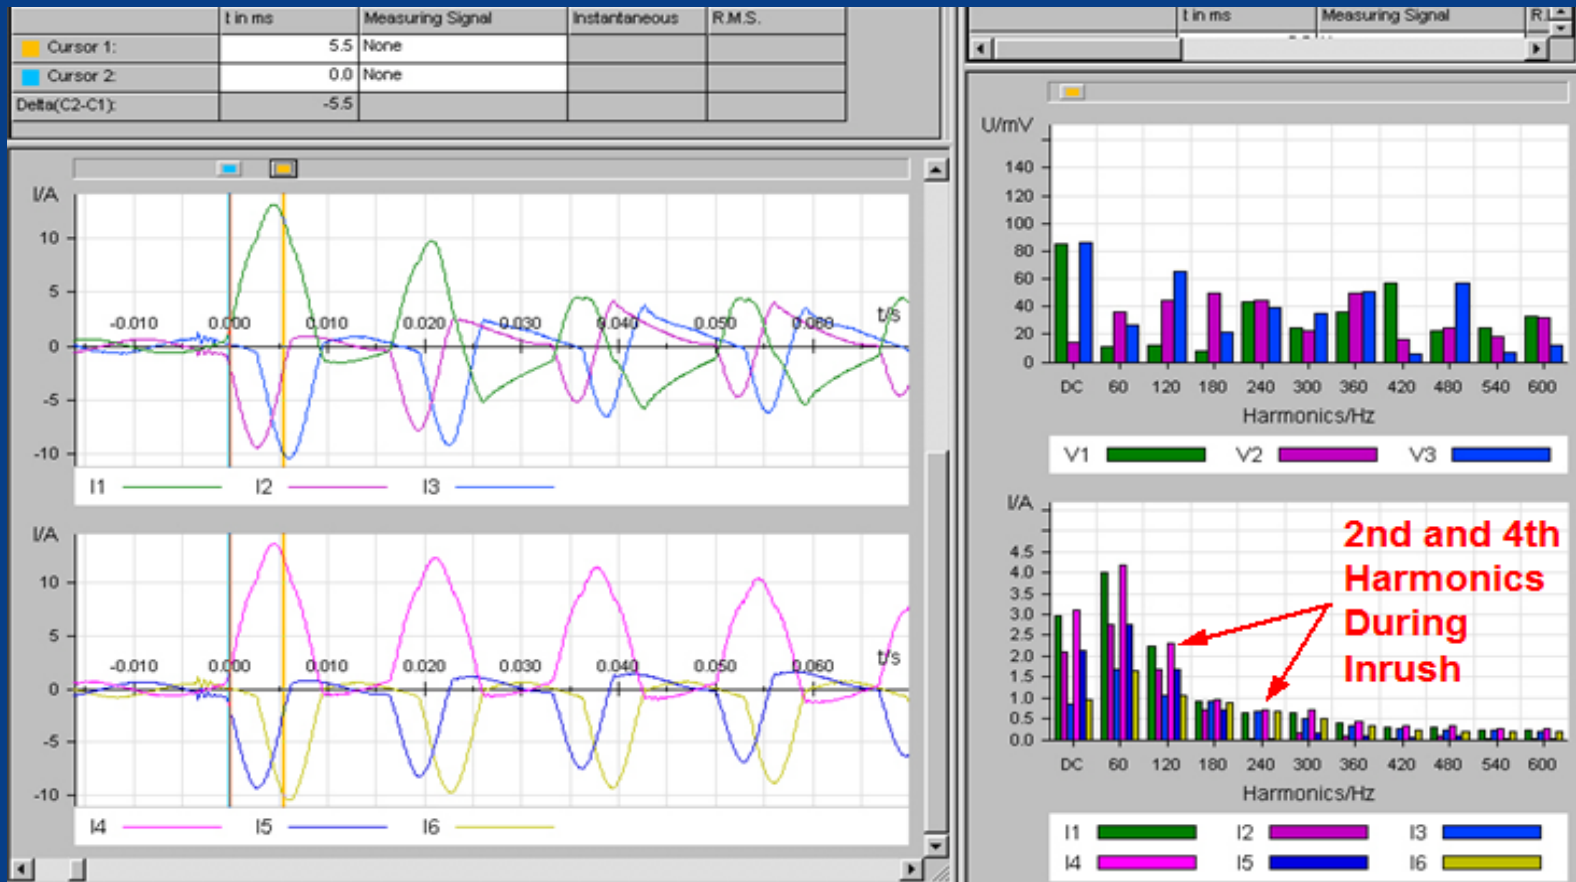 t in ms Measuring Signal Instantaneous R.M.S.
Cursor 1: 5.5 None
Cursor 2: 0.0 None
Delta(C2-C1): -5.5
I/A
10
5
0
-5
-10
-0.010 0.000 0.010 0.020 0.030 0.040 0.050 0.060 t/s
I1 I2 I3
I/A
10
5
0
-5
-10
-0.010 0.000 0.010 0.020 0.030 0.040 0.050 0.060 t/s
I4 I5 I6
t in ms Measuring Signal
U/mV
140
120
100
80
60
40
20
0
DC 60 120 180 240 300 360 420 480 540 600
Harmonics/Hz
V1 V2 V3
I/A
4.5
4.0
3.5
3.0
2.5
2.0
1.5
1.0
0.5
0.0
2nd and 4th
Harmonics
During
Inrush
DC 60 120 180 240 300 360 420 480 540 600
Harmonics/Hz
I1 I2 I3
I4 I5 I6